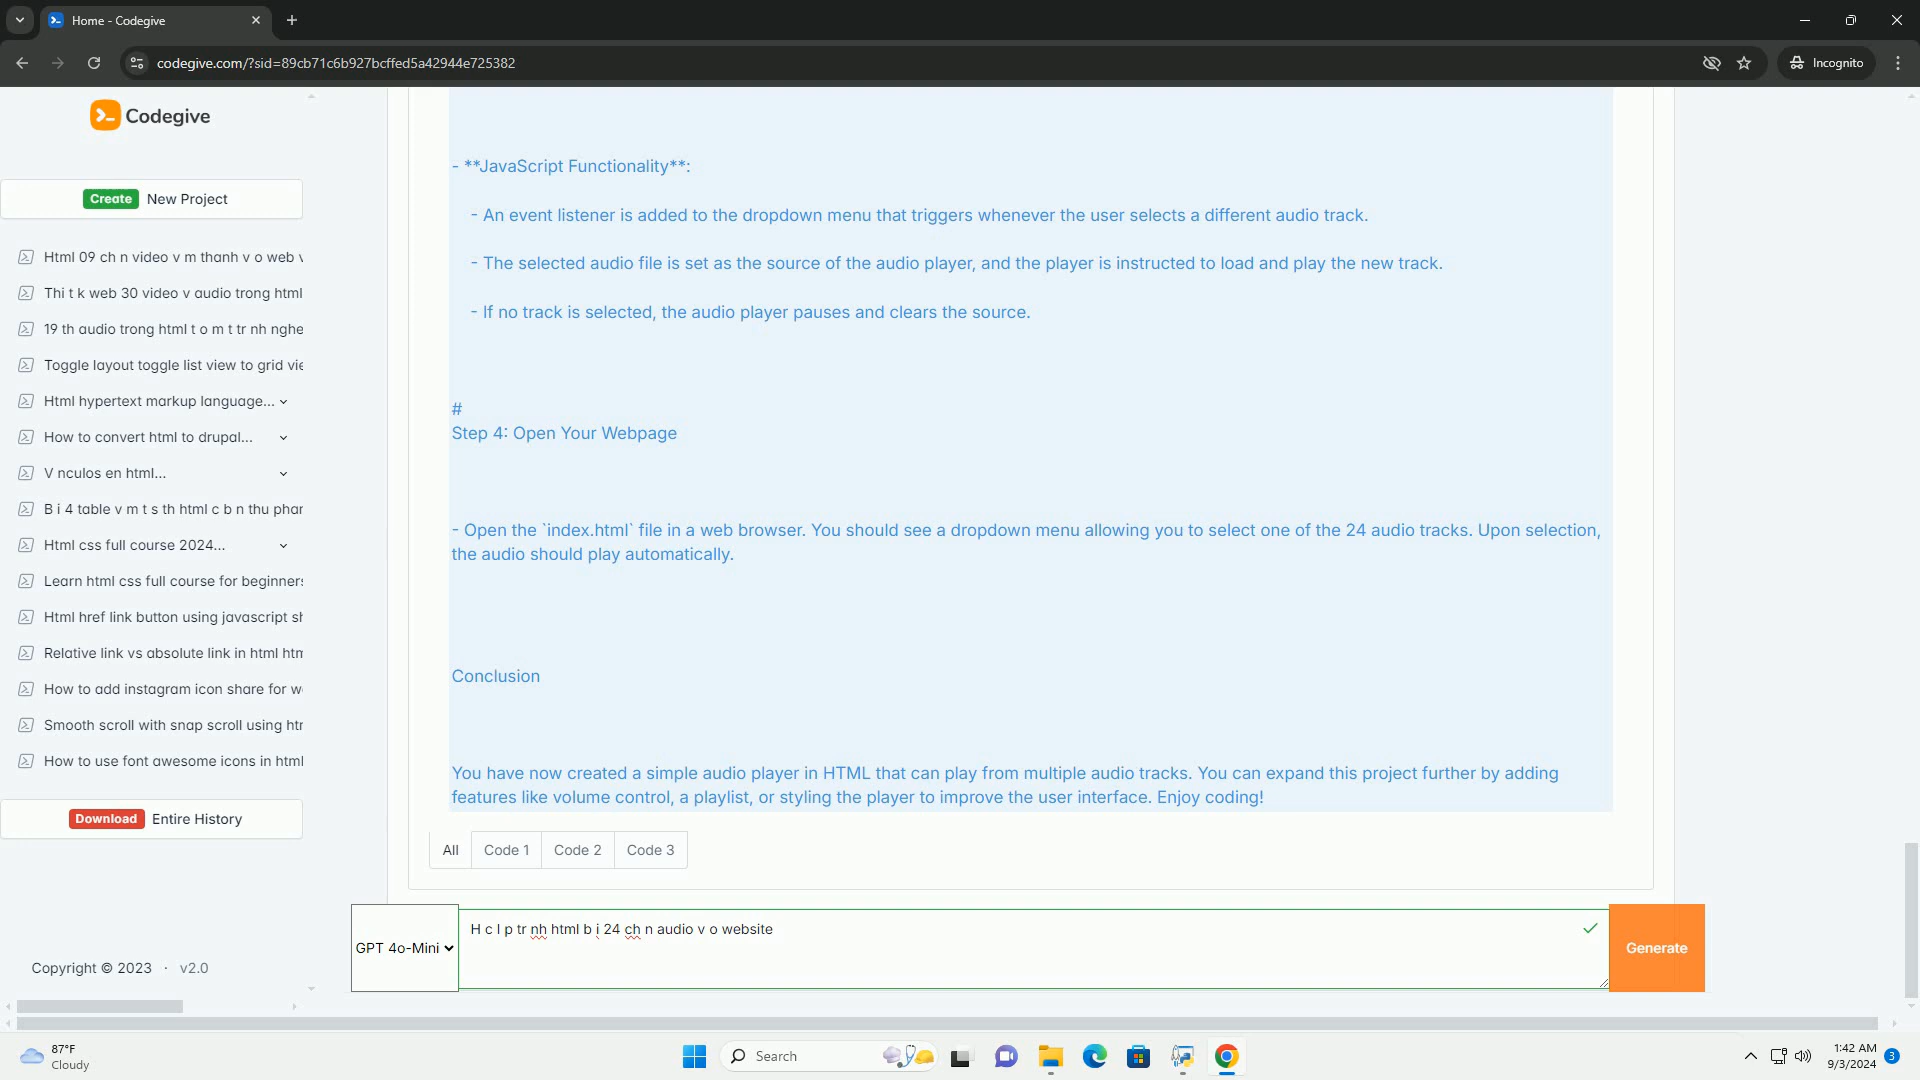 Home - Codegive
codegive.com/?sid=89cb71c6b927bcffed5a42944e725382
Incognito
Codegive
Create New Project
Html 09 ch n video v m thanh v o web v
Thi t k web 30 video v audio trong html
19 th audio trong html t o m t tr nh nghe
Toggle layout toggle list view to grid vie
Html hypertext markup language...
How to convert html to drupal...
V nculos en html...
B i 4 table v m t s th html c b n thu phar
Html css full course 2024...
Learn html css full course for beginners
Html href link button using javascript sh
Relative link vs absolute link in html htm
How to add instagram icon share for we
Smooth scroll with snap scroll using htm
How to use font awesome icons in html
Download Entire History
Copyright © 2023 · v2.0
- **JavaScript Functionality**:
- An event listener is added to the dropdown menu that triggers whenever the user selects a different audio track.
- The selected audio file is set as the source of the audio player, and the player is instructed to load and play the new track.
- If no track is selected, the audio player pauses and clears the source.
#
Step 4: Open Your Webpage
- Open the `index.html` file in a web browser. You should see a dropdown menu allowing you to select one of the 24 audio tracks. Upon selection,
the audio should play automatically.
Conclusion
You have now created a simple audio player in HTML that can play from multiple audio tracks. You can expand this project further by adding
features like volume control, a playlist, or styling the player to improve the user interface. Enjoy coding!
All Code 1 Code 2 Code 3
GPT 4o-Mini
H c l p tr nh html b i 24 ch n audio v o website
Generate
87°F
Cloudy
Search
1:42 AM
9/3/2024
3